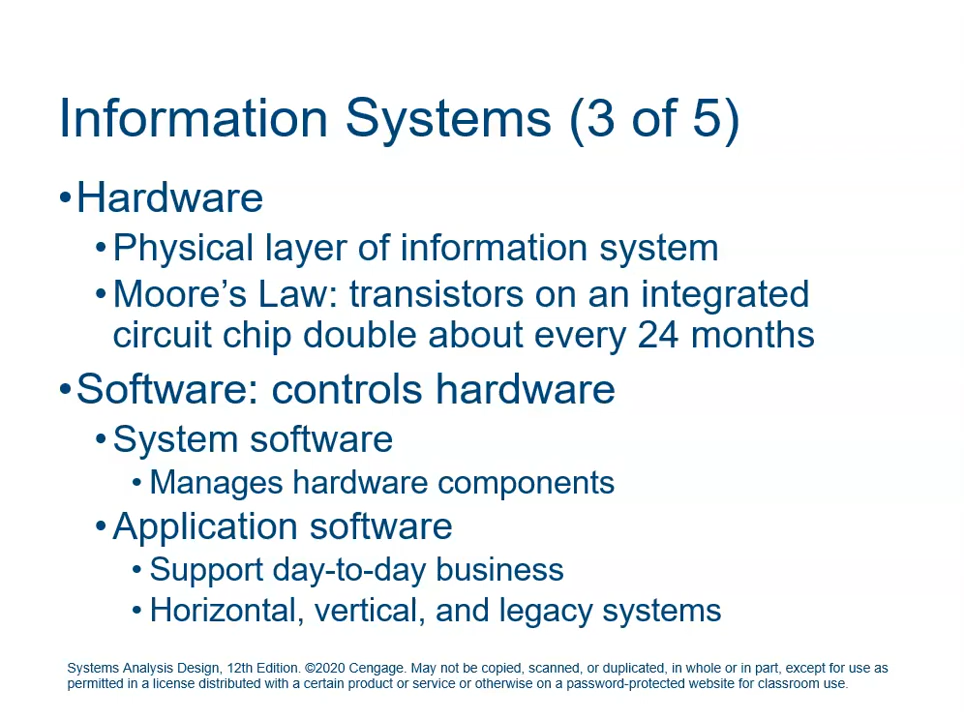 Information Systems (3 of 5)
•Hardware
•Physical layer of information system
•Moore’s Law: transistors on an integrated
circuit chip double about every 24 months
•Software: controls hardware
•System software
•Manages hardware components
•Application software
•Support day-to-day business
•Horizontal, vertical, and legacy systems
Systems Analysis Design, 12th Edition. ©2020 Cengage. May not be copied, scanned, or duplicated, in whole or in part, except for use as
permitted in a license distributed with a certain product or service or otherwise on a password-protected website for classroom use.